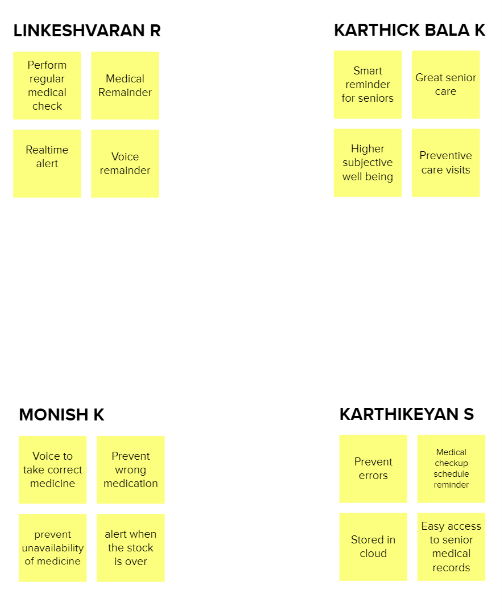 LINKESHVARAN R
Perform
regular
medical
check
Medical
Remainder
Realtime
alert
Voice
remainder
KARTHICK BALA K
Smart
reminder
for seniors
Great senior
care
Higher
subjective
well being
Preventive
care visits
MONISH K
Voice to
take correct
medicine
Prevent
wrong
medication
prevent
unavailability
of medicine
alert when
the stock
is over
KARTHIKEYAN S
Prevent
errors
Medical
checkup
schedule
reminder
Stored in
cloud
Easy access
to senior
medical
records